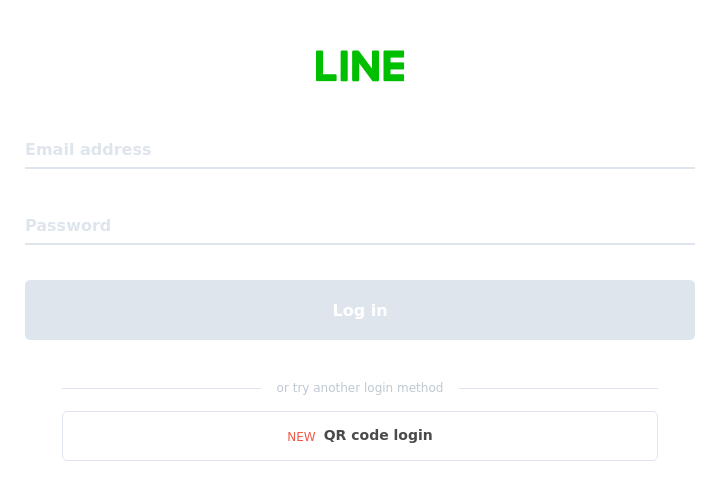 LINE
Email address
Password
Log in
or try another login method
NEW QR code login